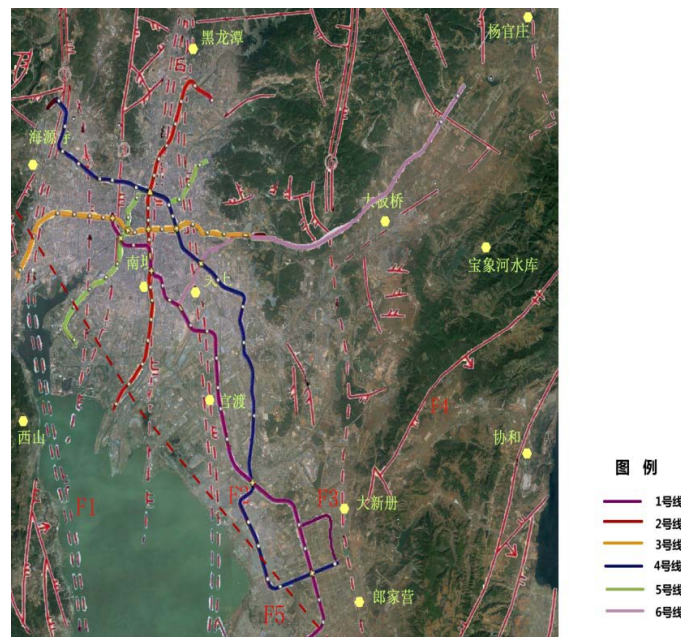 黑龙潭
杨官庄
海源寺
大板桥
宝象河水库
官渡
西山
F4
协和
F1
F3
大新册
郎家营
F5
图 例
1号线
2号线
3号线
4号线
5号线
6号线